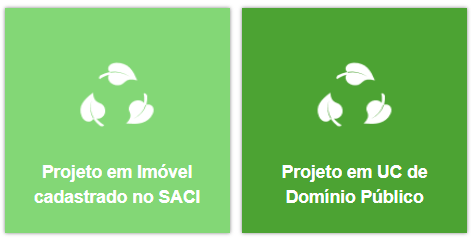 Projeto em Imóvel
cadastrado no SACI
Projeto em UC de
Domínio Público